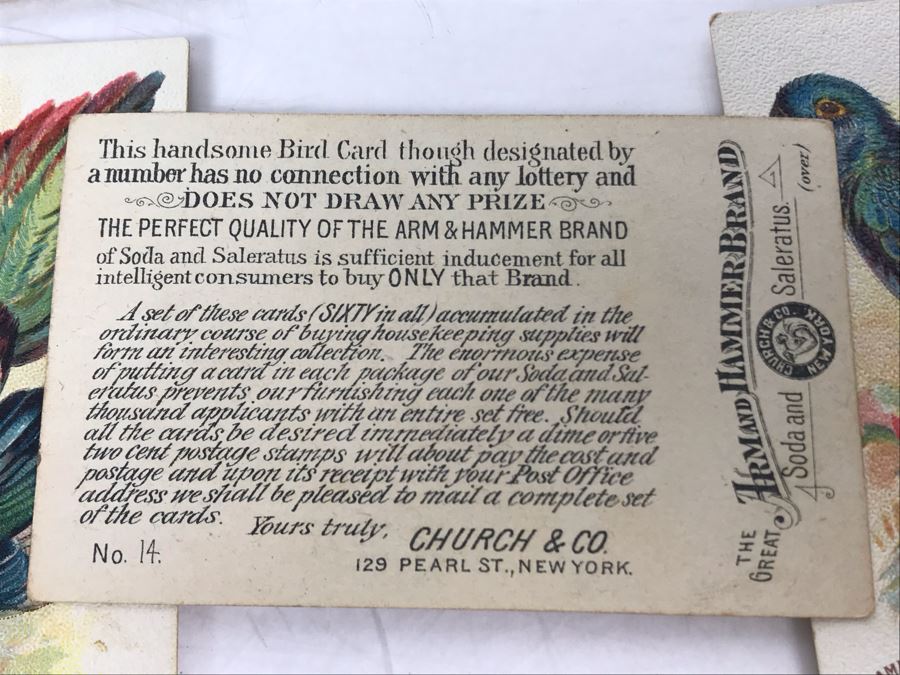 This handsome Bird Card though designated by
a number has no connection with any lottery and
DOES NOT DRAW ANY PRIZE
THE PERFECT QUALITY OF THE ARM & HAMMER BRAND
of Soda and Saleratus is sufficient inducement for all
intelligent consumers to buy ONLY that Brand.
A set of these cards (SIXTY in all) accumulated in the
ordinary course of buying housekeeping supplies will
form an interesting collection. The enormous expense
of putting a card in each package of our Soda and Sal-
eratus prevents our furnishing each one of the many
thousand applicants with an entire set free. Should
all the cards be desired immediately a dime or five
two cent postage stamps will about pay the cost and
postage and upon its receipt with your Post Office
address we shall be pleased to mail a complete set
of the cards.
Yours truly,
CHURCH & CO.
129 PEARL ST., NEW YORK.
No. 14.
THE GREAT
ARM AND HAMMER BRAND
Soda and Saleratus.
CHURCH & CO. NEW YORK
(over)